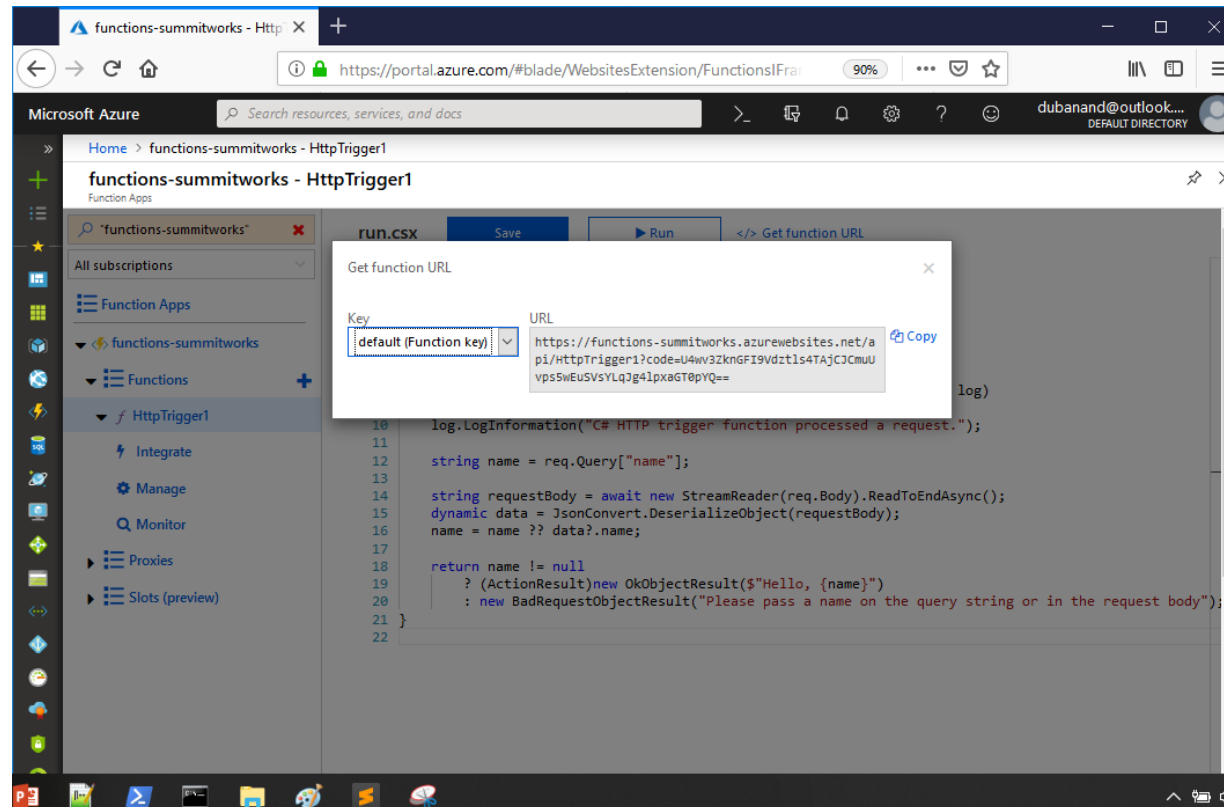 functions-summitworks - Http
https://portal.azure.com/#blade/WebsitesExtension/FunctionsIFra
90%
Microsoft Azure
Search resources, services, and docs
dubanand@outlook....
DEFAULT DIRECTORY
Home > functions-summitworks - HttpTrigger1
functions-summitworks - HttpTrigger1
Function Apps
"functions-summitworks"
All subscriptions
Function Apps
functions-summitworks
Functions
HttpTrigger1
Integrate
Manage
Monitor
Proxies
Slots (preview)
run.csx
Save
Run
</> Get function URL
Get function URL
Key
default (Function key)
URL
https://functions-summitworks.azurewebsites.net/a
pi/HttpTrigger1?code=U4wv3ZknGFI9Vdztls4TAjCJCmuU
vps5wEuSVsYLqJg4lpxaGT0pYQ==
Copy
log)
10 log.LogInformation("C# HTTP trigger function processed a request.");
11
12 string name = req.Query["name"];
13
14 string requestBody = await new StreamReader(req.Body).ReadToEndAsync();
15 dynamic data = JsonConvert.DeserializeObject(requestBody);
16 name = name ?? data?.name;
17
18 return name != null
19 ? (ActionResult)new OkObjectResult($"Hello, {name}")
20 : new BadRequestObjectResult("Please pass a name on the query string or in the request body");
21 }
22